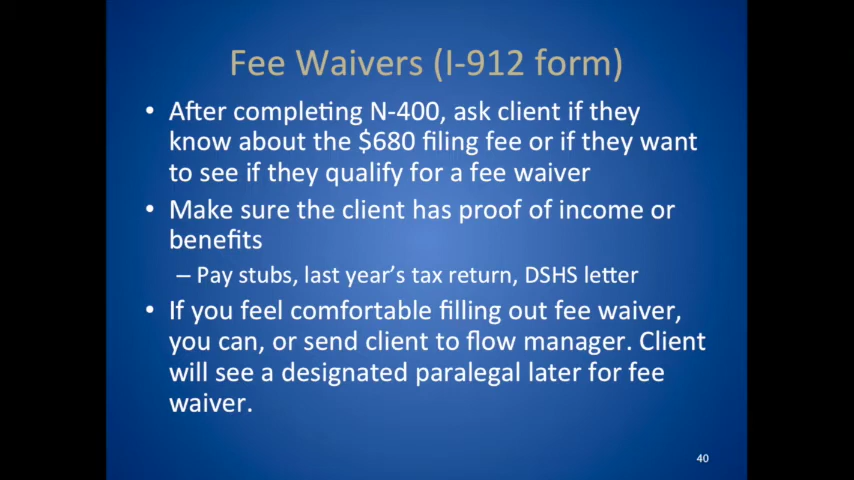 Fee Waivers (I-912 form)
• After completing N-400, ask client if they
know about the $680 filing fee or if they want
to see if they qualify for a fee waiver
• Make sure the client has proof of income or
benefits
– Pay stubs, last year's tax return, DSHS letter
• If you feel comfortable filling out fee waiver,
you can, or send client to flow manager. Client
will see a designated paralegal later for fee
waiver.
40